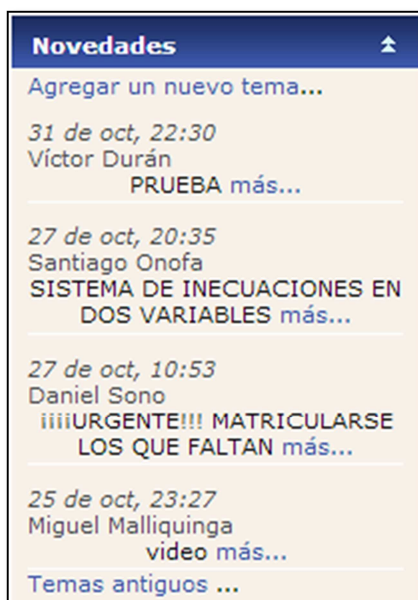 Novedades
Agregar un nuevo tema...
31 de oct, 22:30
Víctor Durán
PRUEBA más...
27 de oct, 20:35
Santiago Onofa
SISTEMA DE INECUACIONES EN
DOS VARIABLES más...
27 de oct, 10:53
Daniel Sono
¡¡¡¡URGENTE!!! MATRICULARSE
LOS QUE FALTAN más...
25 de oct, 23:27
Miguel Malliquinga
video más...
Temas antiguos ...